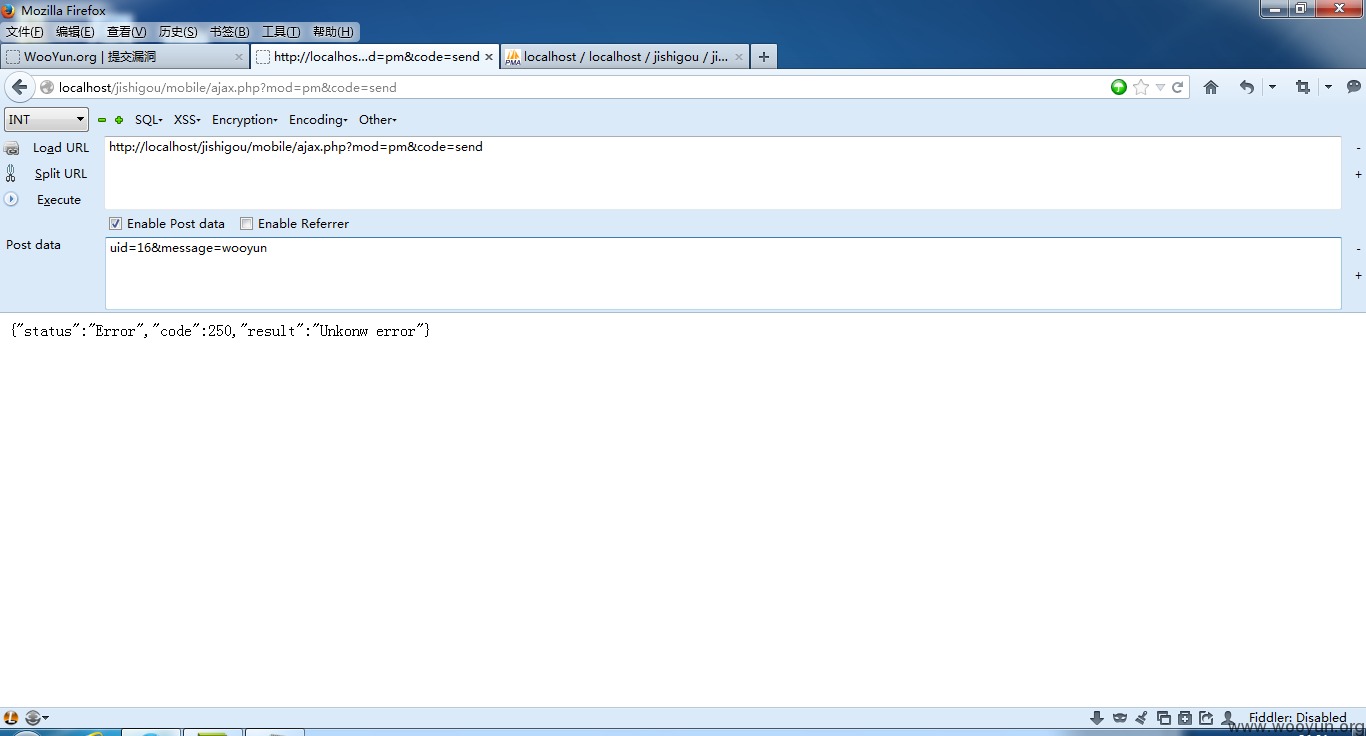 Mozilla Firefox
文件(F) 编辑(E) 查看(V) 历史(S) 书签(B) 工具(T) 帮助(H)
WooYun.org | 提交漏洞 http://localhos...d=pm&code=send localhost / localhost / jishigou / ji...
localhost/jishigou/mobile/ajax.php?mod=pm&code=send
INT SQL XSS Encryption Encoding Other
Load URL http://localhost/jishigou/mobile/ajax.php?mod=pm&code=send
Split URL
Execute
Enable Post data Enable Referrer
Post data uid=16&message=wooyun
{"status":"Error","code":250,"result":"Unkonw error"}
Fiddler: Disabled
www.wooyun.org